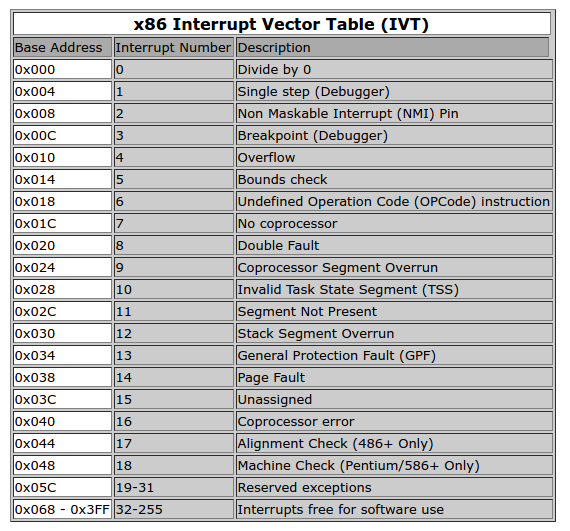 x86 Interrupt Vector Table (IVT)
Base Address Interrupt Number Description
0x000 0 Divide by 0
0x004 1 Single step (Debugger)
0x008 2 Non Maskable Interrupt (NMI) Pin
0x00C 3 Breakpoint (Debugger)
0x010 4 Overflow
0x014 5 Bounds check
0x018 6 Undefined Operation Code (OPCode) instruction
0x01C 7 No coprocessor
0x020 8 Double Fault
0x024 9 Coprocessor Segment Overrun
0x028 10 Invalid Task State Segment (TSS)
0x02C 11 Segment Not Present
0x030 12 Stack Segment Overrun
0x034 13 General Protection Fault (GPF)
0x038 14 Page Fault
0x03C 15 Unassigned
0x040 16 Coprocessor error
0x044 17 Alignment Check (486+ Only)
0x048 18 Machine Check (Pentium/586+ Only)
0x05C 19-31 Reserved exceptions
0x068 - 0x3FF 32-255 Interrupts free for software use